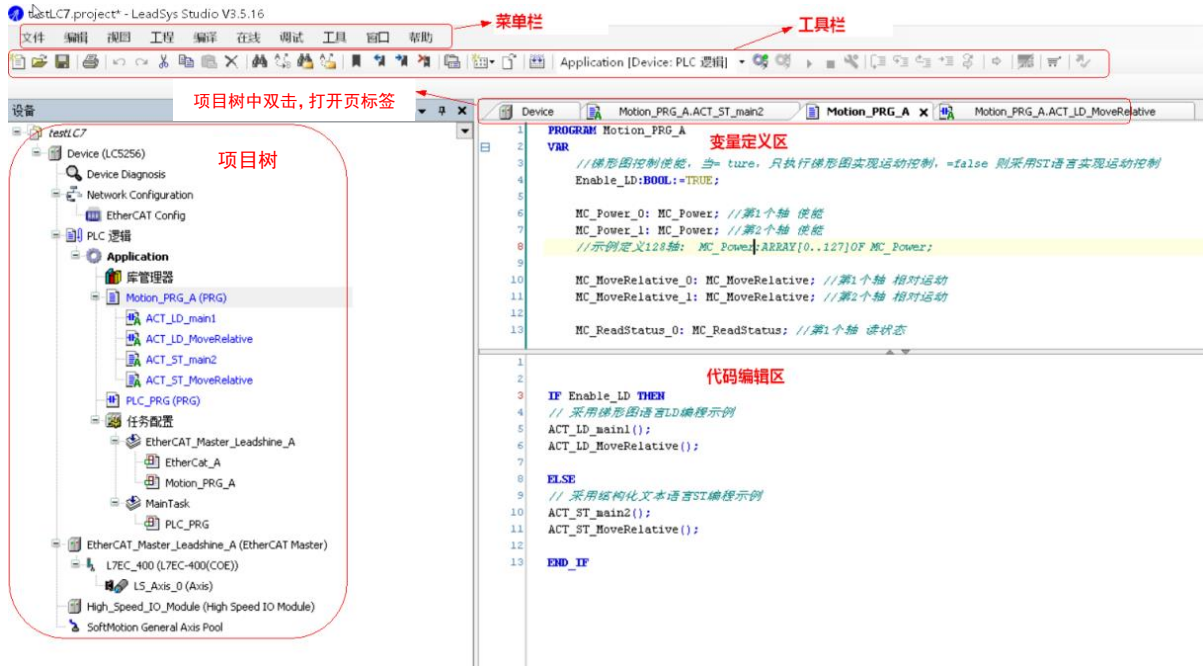 testLC7.project* - LeadSys Studio V3.5.16
菜单栏
工具栏
文件 编辑 视图 工程 编译 在线 调试 工具 窗口 帮助
Application [Device: PLC 逻辑]
项目树中双击，打开页标签
设备
Device
Motion_PRG_A.ACT_ST_main2
Motion_PRG_A
Motion_PRG_A.ACT_LD_MoveRelative
项目树
testLC7
Device (LC5256)
Device Diagnosis
Network Configuration
EtherCAT Config
PLC 逻辑
Application
库管理器
Motion_PRG_A (PRG)
ACT_LD_main1
ACT_LD_MoveRelative
ACT_ST_main2
ACT_ST_MoveRelative
PLC_PRG (PRG)
任务配置
EtherCAT_Master_Leadshine_A
EtherCat_A
Motion_PRG_A
MainTask
PLC_PRG
EtherCAT_Master_Leadshine_A (EtherCAT Master)
L7EC_400 (L7EC-400(COE))
LS_Axis_0 (Axis)
High_Speed_IO_Module (High Speed IO Module)
SoftMotion General Axis Pool
变量定义区
1 PROGRAM Motion_PRG_A
2 VAR
3 //梯形图控制使能，当= ture，只执行梯形图实现运动控制，=false 则采用ST语言实现运动控制
4 Enable_LD:BOOL:=TRUE;
5
6 MC_Power_0: MC_Power; //第1个轴 使能
7 MC_Power_1: MC_Power; //第2个轴 使能
8 //示例定义128轴: MC_Power:ARRAY[0..127]OF MC_Power;
9
10 MC_MoveRelative_0: MC_MoveRelative; //第1个轴 相对运动
11 MC_MoveRelative_1: MC_MoveRelative; //第2个轴 相对运动
12
13 MC_ReadStatus_0: MC_ReadStatus; //第1个轴 读状态
代码编辑区
1
2
3 IF Enable_LD THEN
4 // 采用梯形图语言LD编程示例
5 ACT_LD_main1();
6 ACT_LD_MoveRelative();
7
8 ELSE
9 // 采用结构化文本语言ST编程示例
10 ACT_ST_main2();
11 ACT_ST_MoveRelative();
12
13 END_IF